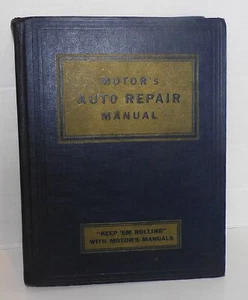 MOTOR's
AUTO REPAIR
MANUAL
"KEEP 'EM ROLLING"
WITH MOTOR'S MANUALS